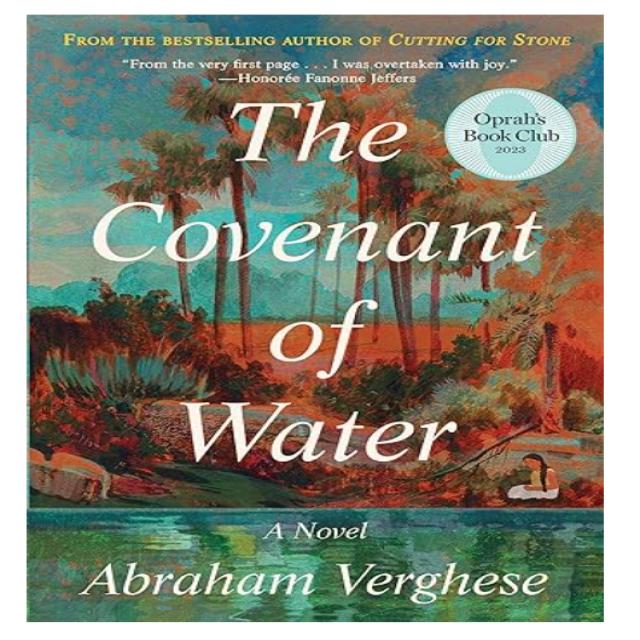 FROM THE BESTSELLING AUTHOR OF CUTTING FOR STONE
“From the very first page . . . I was overtaken with joy.”
—Honorée Fanonne Jeffers
The
Covenant
of
Water
Oprah's
Book Club
2023
A Novel
Abraham Verghese